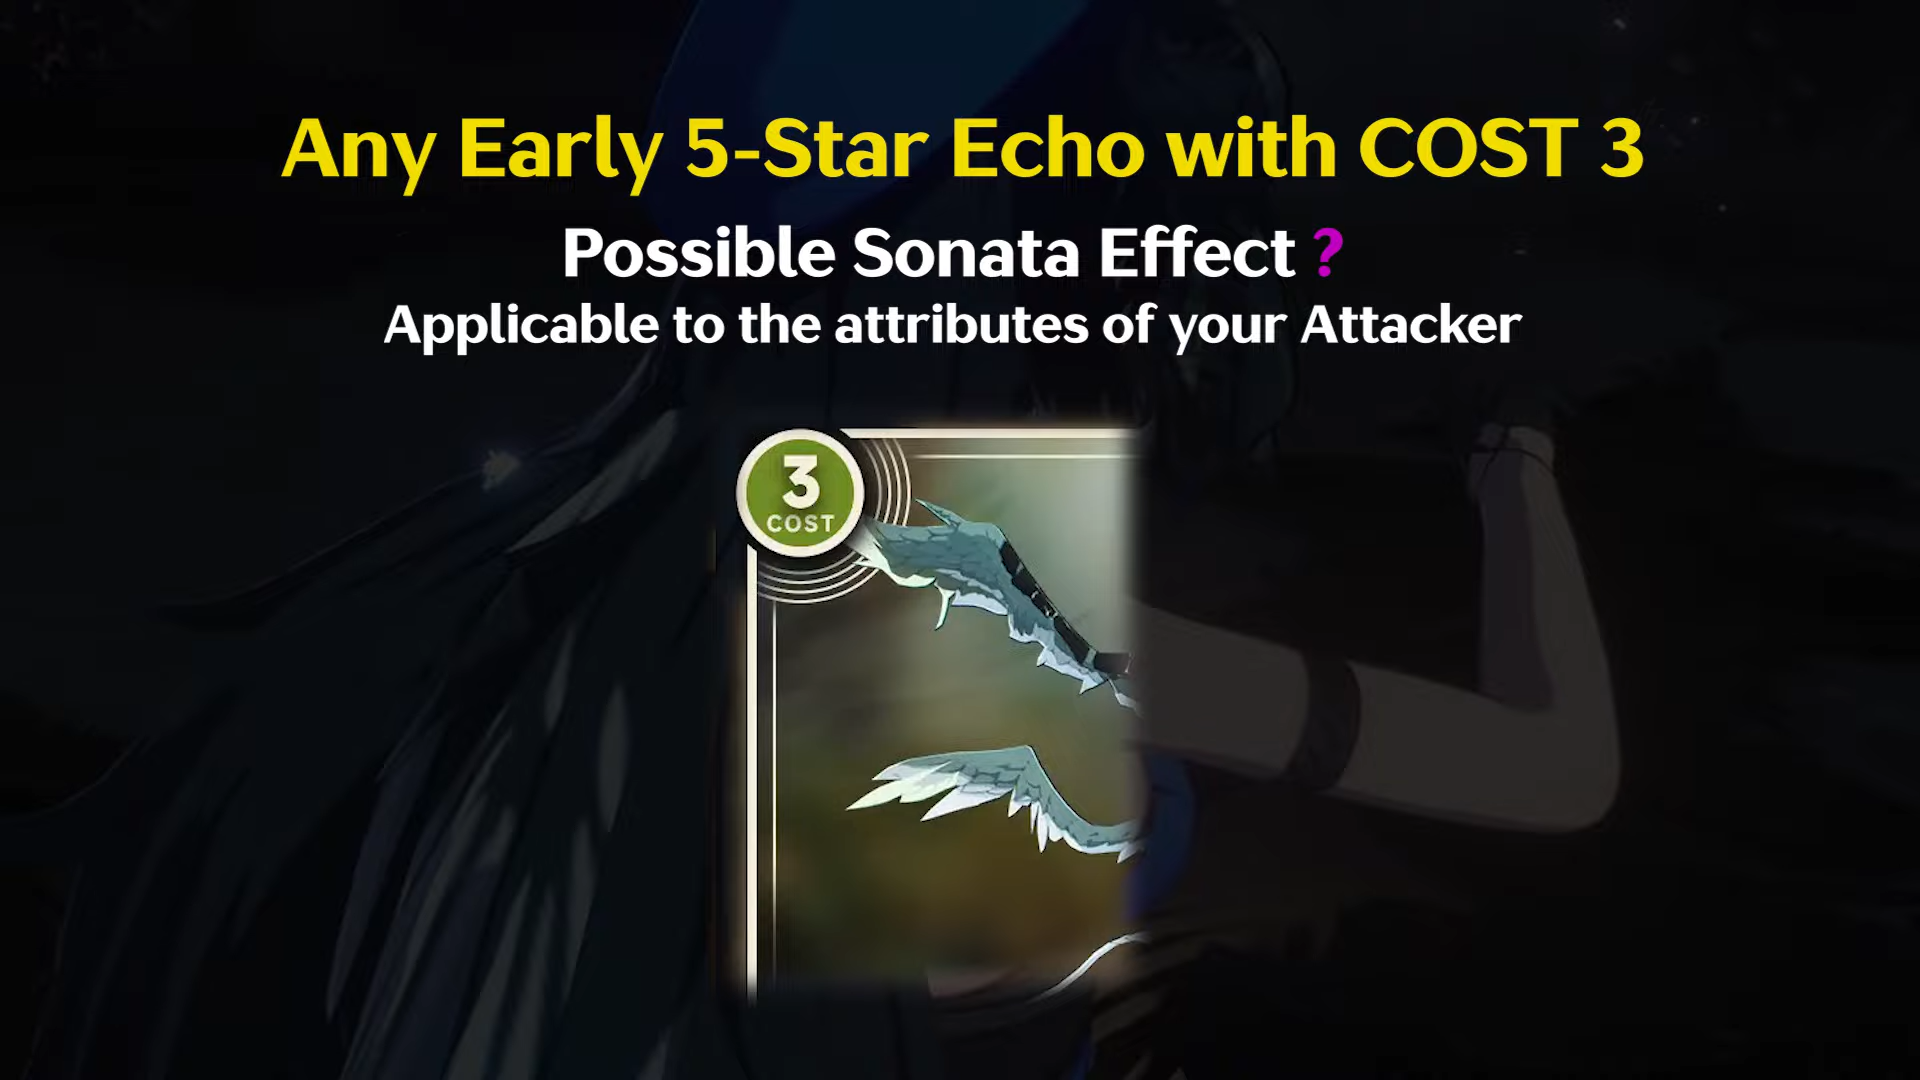 Any Early 5-Star Echo with COST 3
Possible Sonata Effect ?
Applicable to the attributes of your Attacker
3
COST